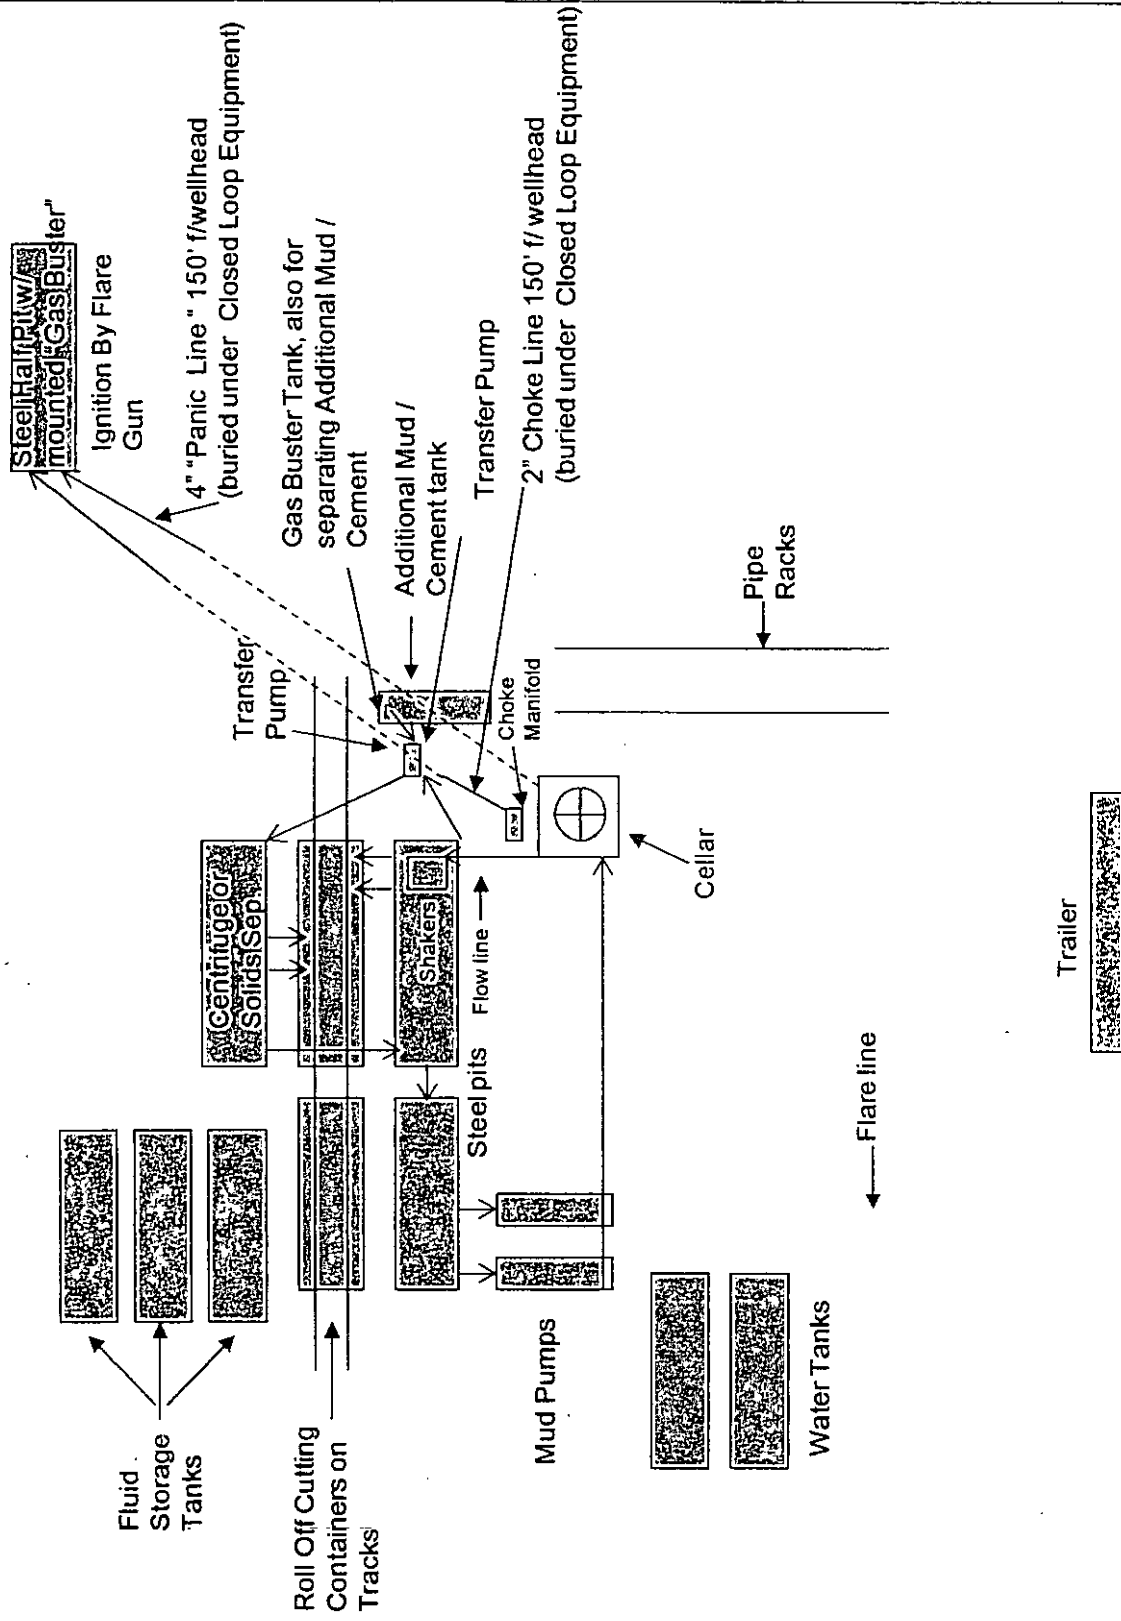 Fluid
Storage
Tanks
Roll Off Cutting
Containers on
Tracks
Centrifuge or
Solids Sep.
Shakers
Flow line
Steel pits
Mud Pumps
Water Tanks
Steel Half Pit w/
mounted "Gas Buster"
Ignition By Flare
Gun
4" "Panic Line" 150' f/wellhead
(buried under Closed Loop Equipment)
Gas Buster Tank, also for
separating Additional Mud /
Cement
Additional Mud /
Cement tank
Transfer Pump
2" Choke Line 150' f/wellhead
(buried under Closed Loop Equipment)
Transfer
Pump
Choke
Manifold
Cellar
Pipe
Racks
Flare line
Trailer